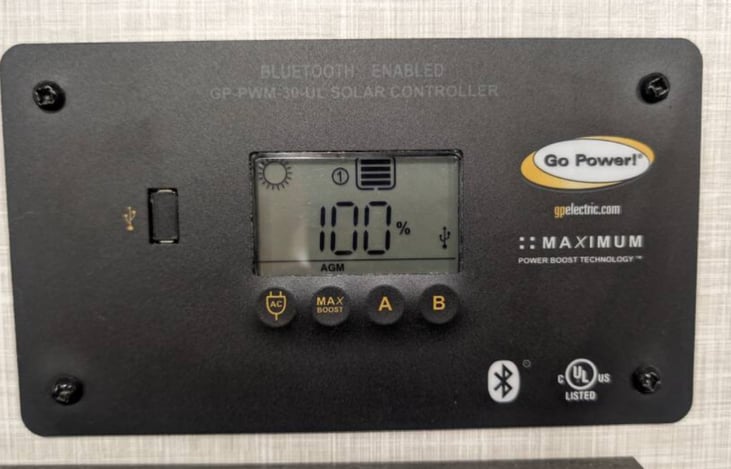 BLUETOOTH ENABLED
GP-PWM-30-UL SOLAR CONTROLLER
①
100%
AGM
Go Power!®
gpelectric.com
MAXIMUM
POWER BOOST TECHNOLOGY™
AC
MAX
BOOST
A
B
C UL US
LISTED